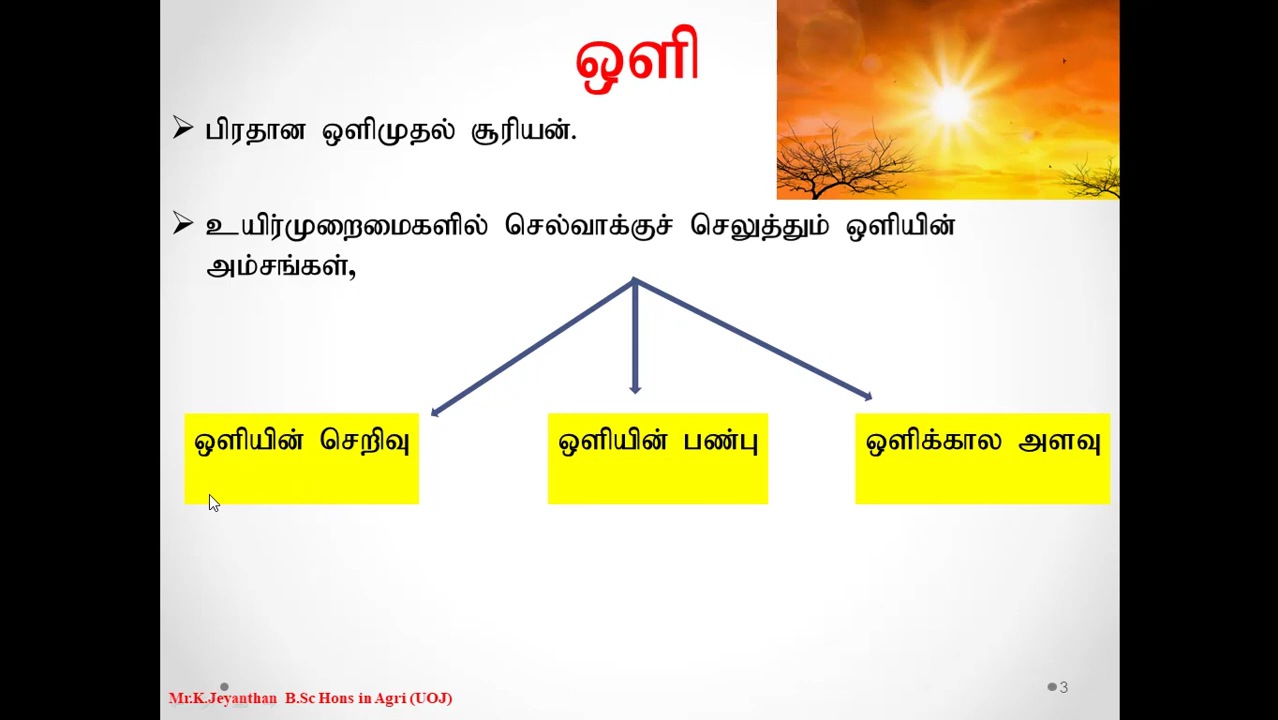 ஒளி
பிரதான ஒளிமுதல் சூரியன்.
உயிர்முறைமைகளில் செல்வாக்குச் செலுத்தும் ஒளியின்
அம்சங்கள்,
ஒளியின் செறிவு
ஒளியின் பண்பு
ஒளிக்கால அளவு
Mr.K.Jeyanthan B.Sc Hons in Agri (UOJ)
3